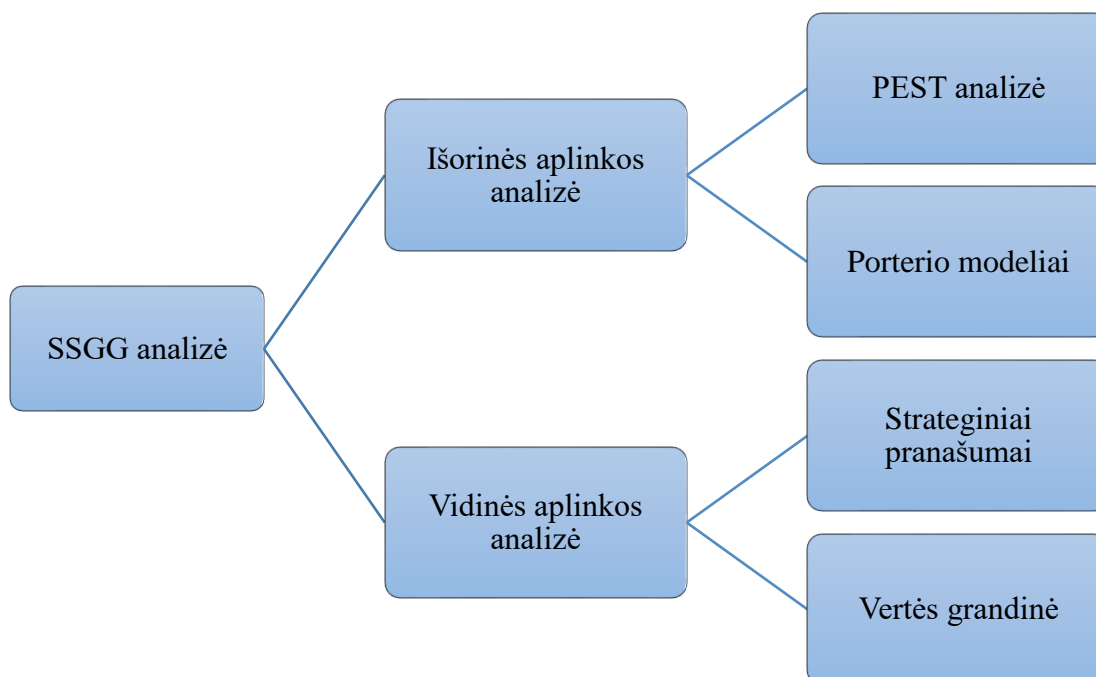 SSGG analizė
Išorinės aplinkos
analizė
PEST analizė
Porterio modeliai
Vidinės aplinkos
analizė
Strateginiai
pranašumai
Vertės grandinė